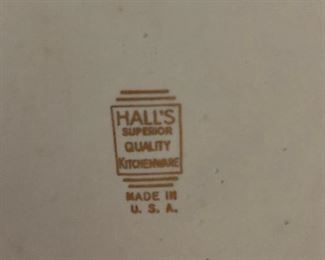 HALL'S
SUPERIOR
QUALITY
KITCHENWARE
MADE IN
U. S. A.